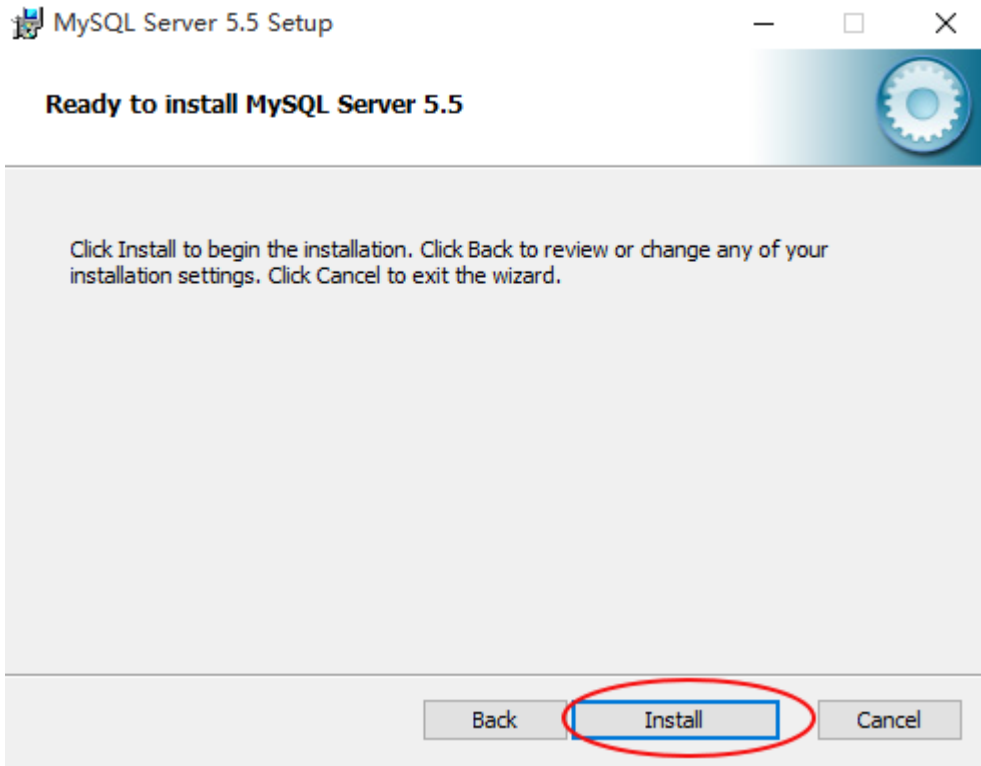 MySQL Server 5.5 Setup
Ready to install MySQL Server 5.5
Click Install to begin the installation. Click Back to review or change any of your
installation settings. Click Cancel to exit the wizard.
Back
Install
Cancel